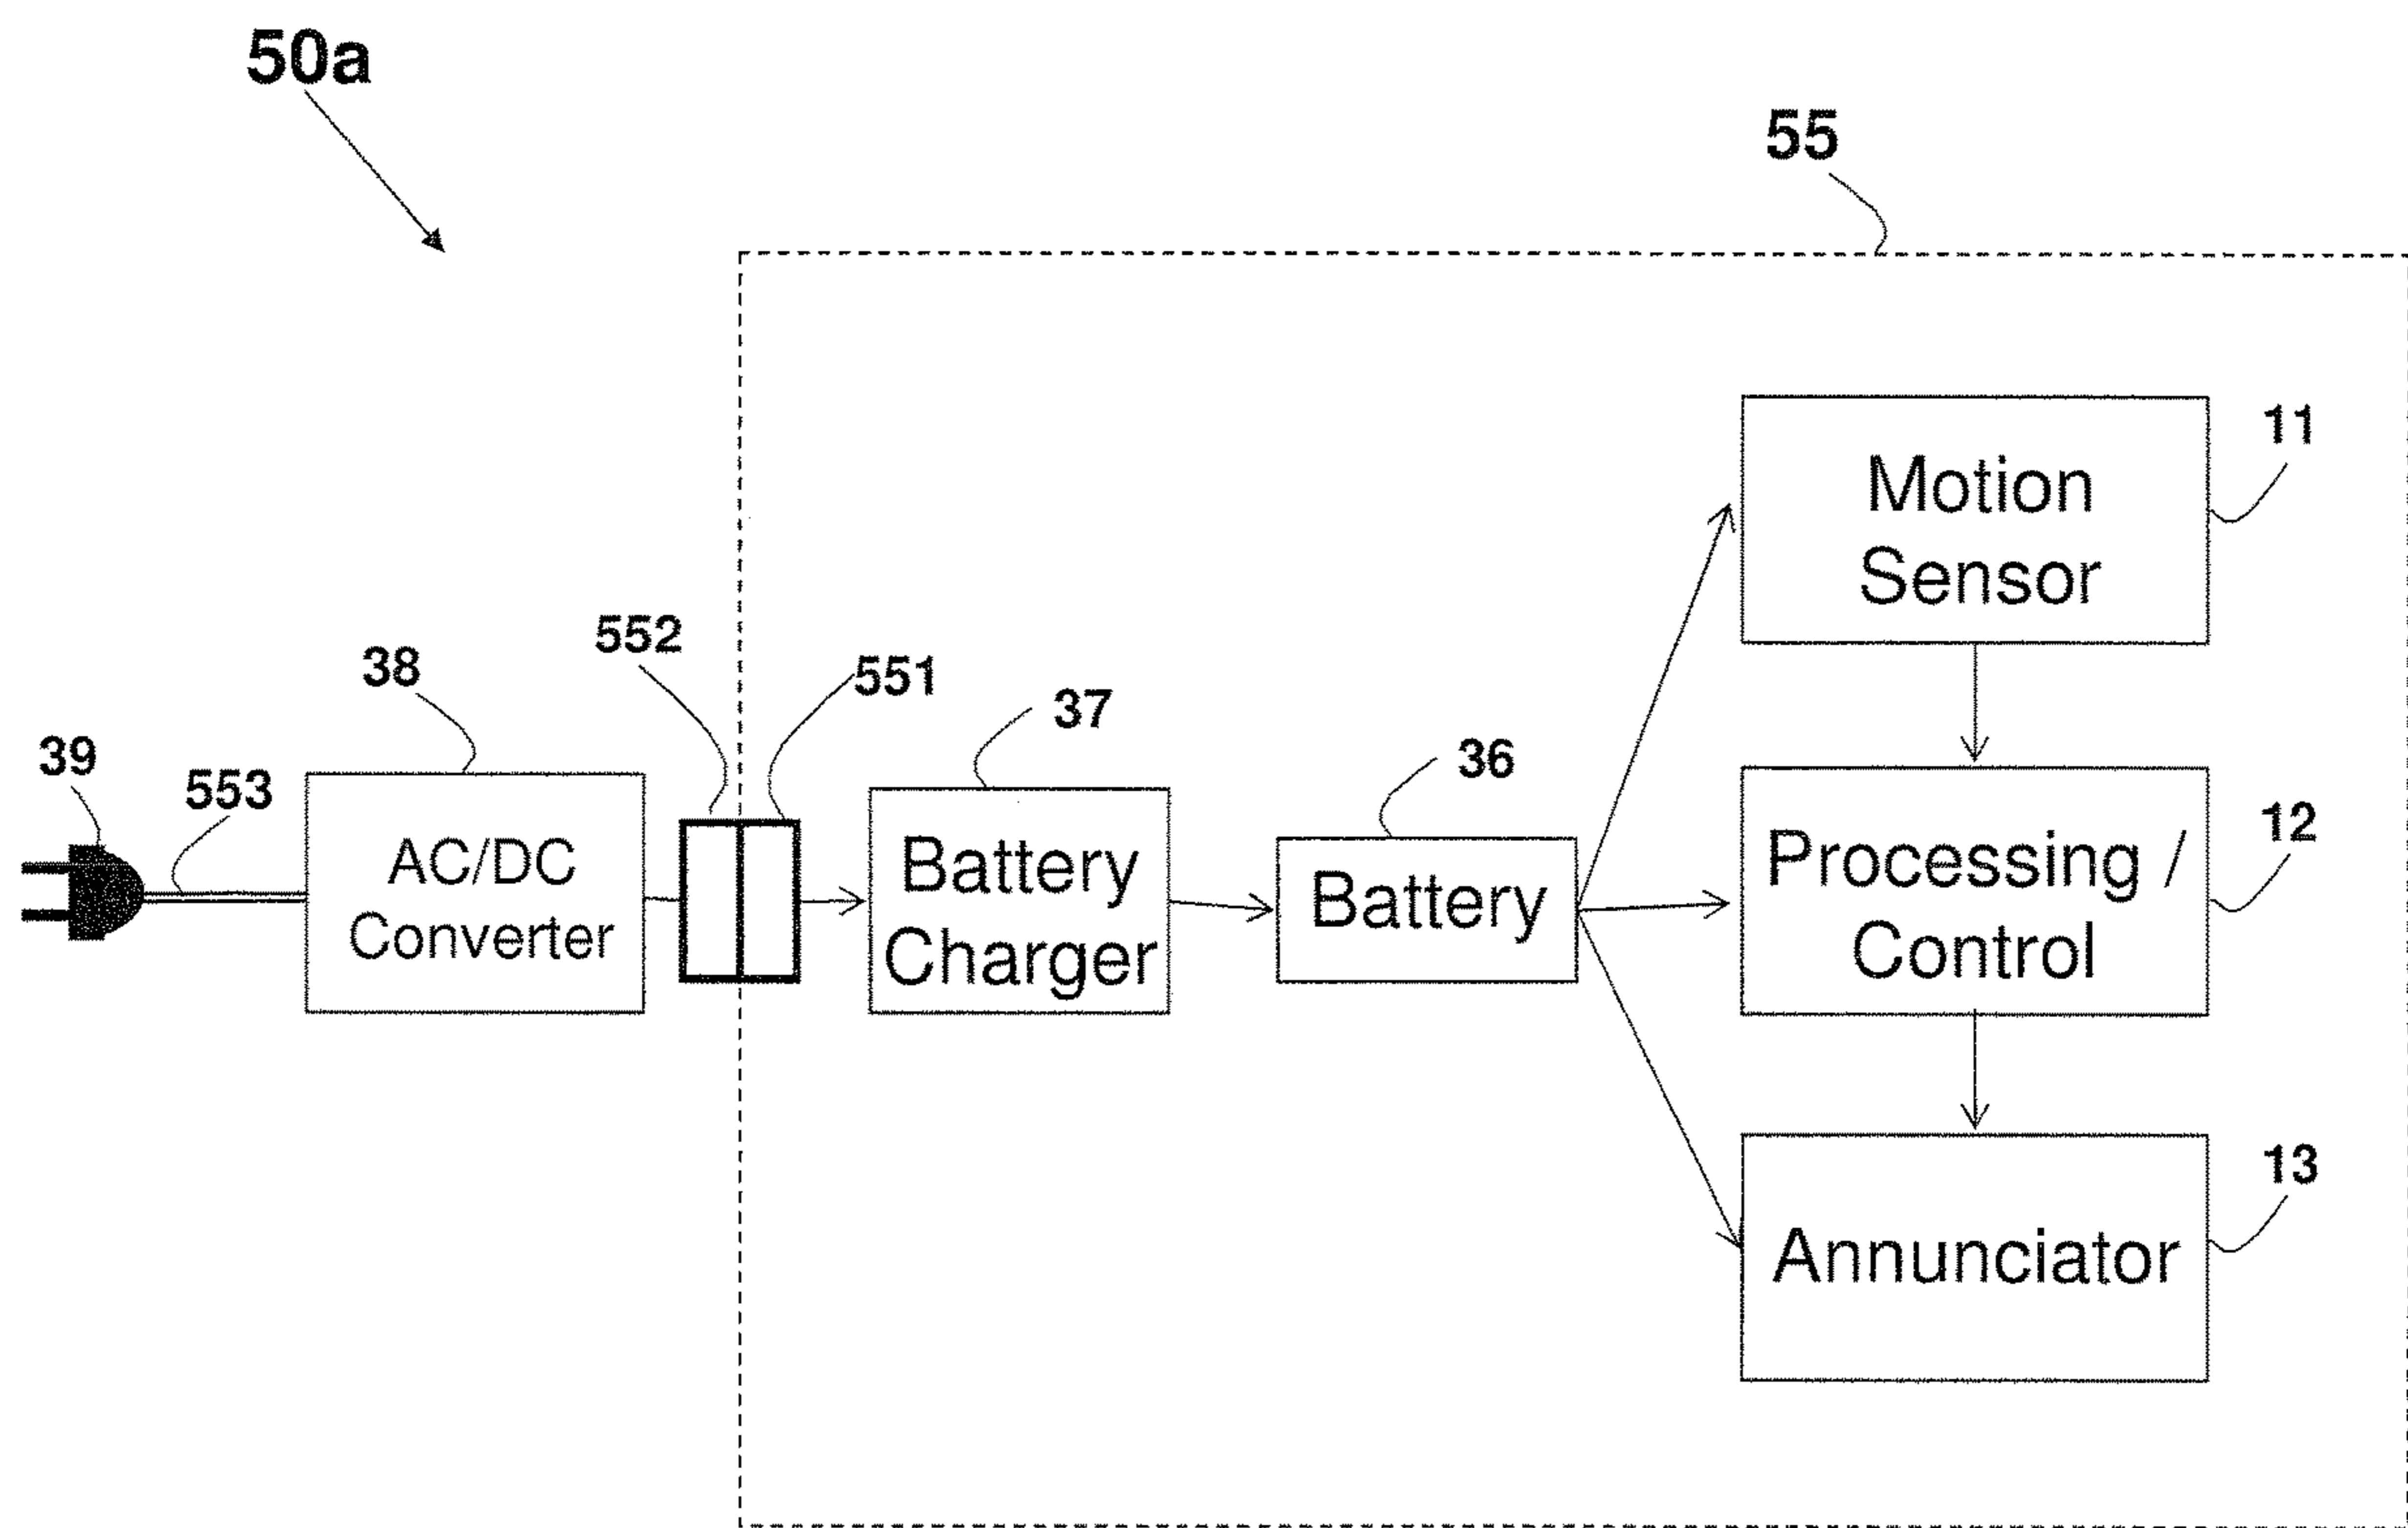 50a
55
11
Motion
Sensor
552
551
38
37
39
553
36
AC/DC
Converter
Battery
Charger
Battery
12
Processing /
Control
13
Annunciator